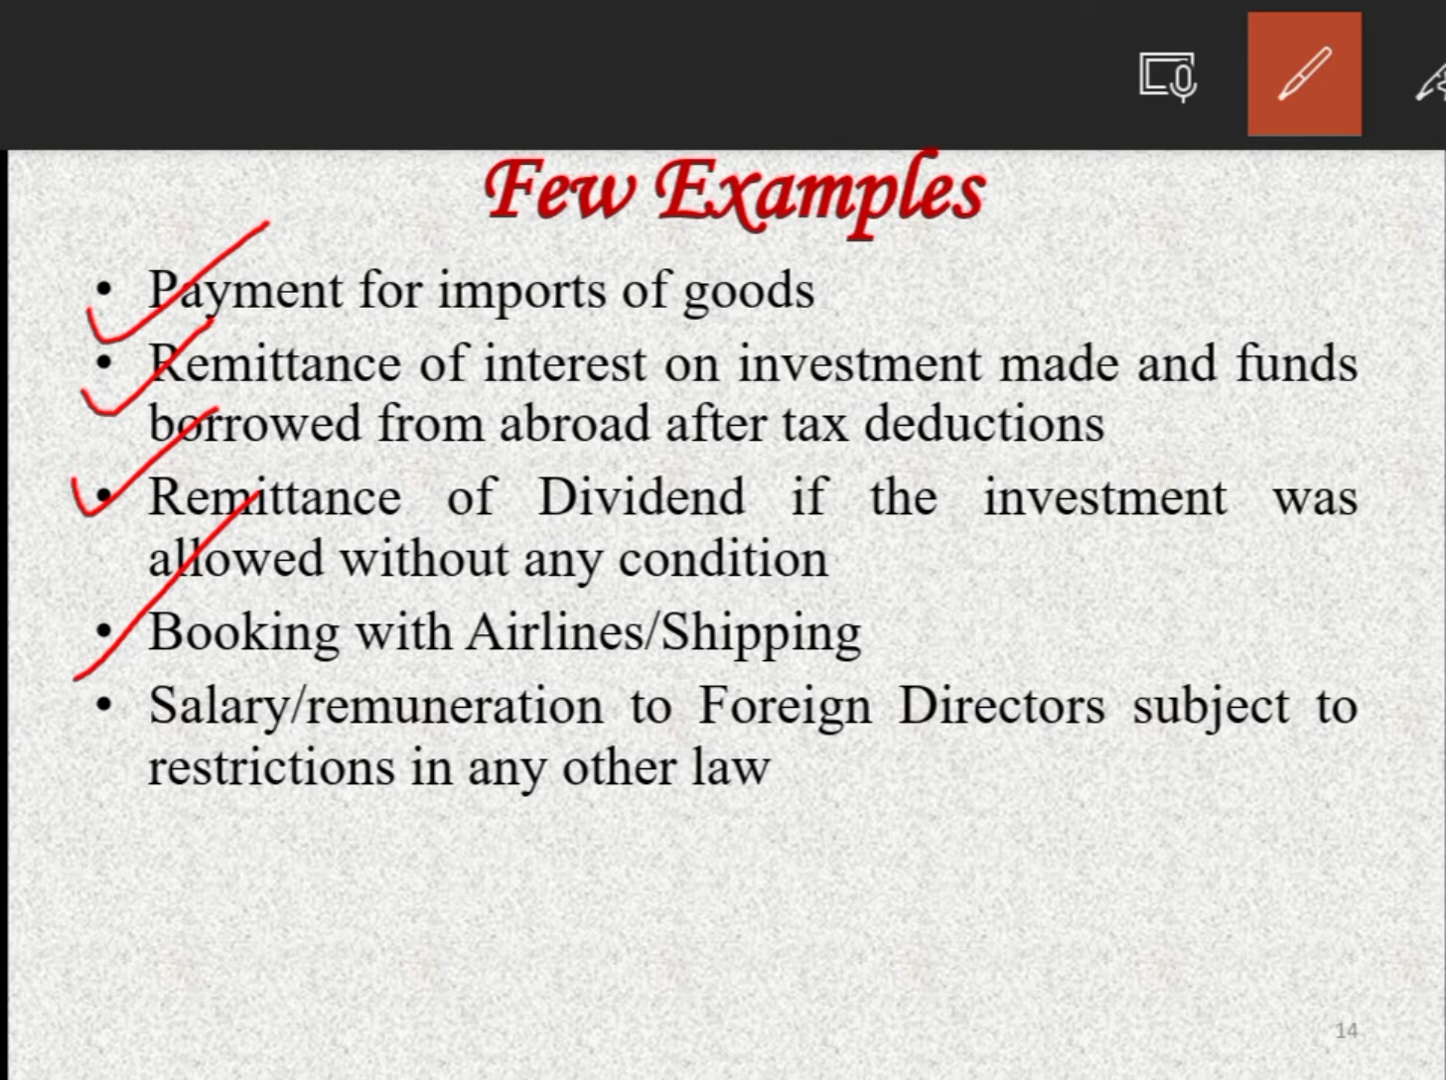 Few Examples
• Payment for imports of goods
• Remittance of interest on investment made and funds
borrowed from abroad after tax deductions
• Remittance of Dividend if the investment was
allowed without any condition
• Booking with Airlines/Shipping
• Salary/remuneration to Foreign Directors subject to
restrictions in any other law
14